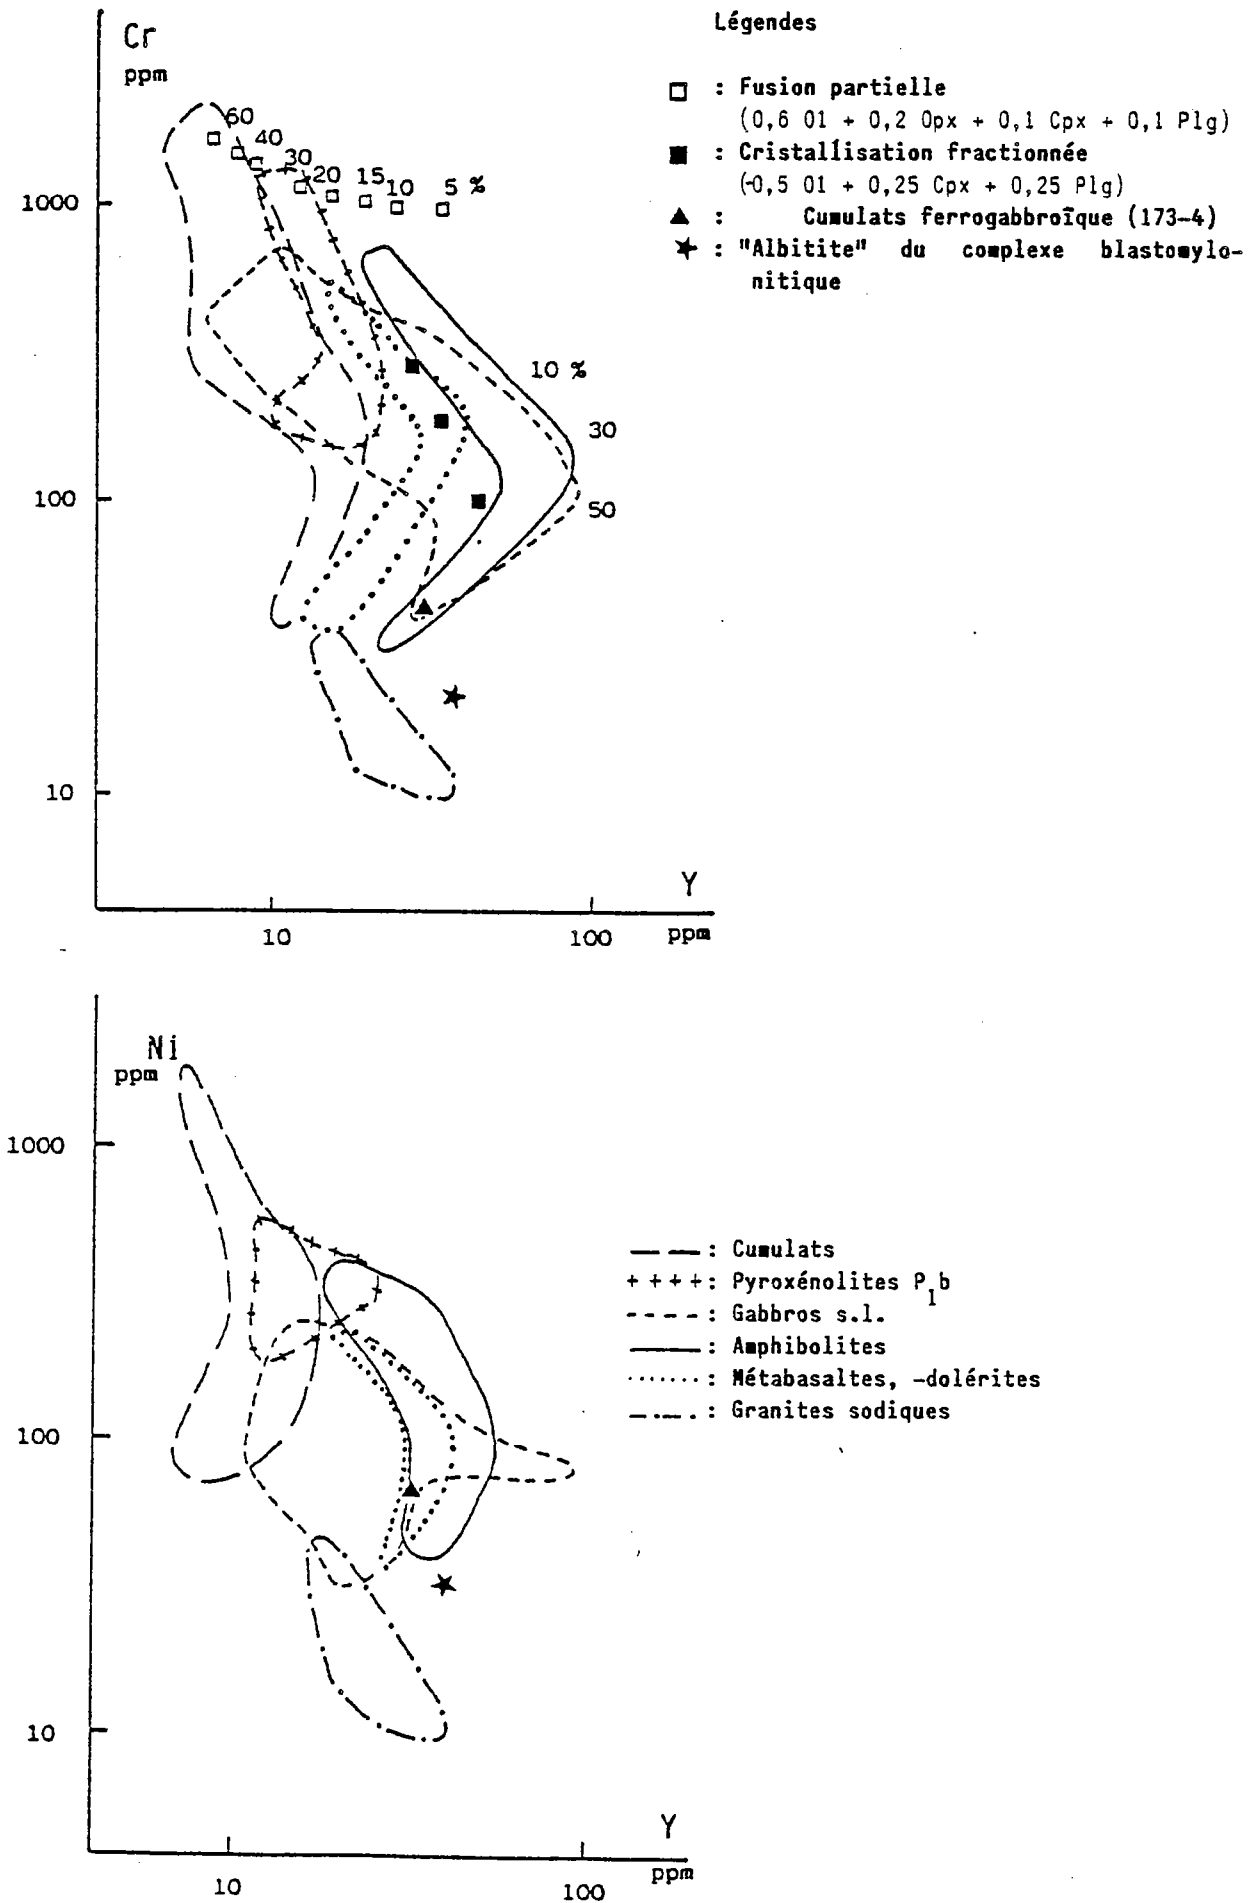 Légendes
Cr
ppm
□ : Fusion partielle
(0,6 Ol + 0,2 Opx + 0,1 Cpx + 0,1 Plg)
■ : Cristallisation fractionnée
(-0,5 Ol + 0,25 Cpx + 0,25 Plg)
▲ : Cumulats ferrogabbroïque (173-4)
★ : "Albitite" du complexe blastomylo-
nitique
60
40
30
20
15
10
5 %
1000
10 %
30
50
100
10
Y
10
100
ppm
Ni
ppm
1000
— — : Cumulats
+ + + + : Pyroxénolites P1b
- - - - : Gabbros s.l.
——— : Amphibolites
....... : Métabasaltes, -dolérites
—.—. : Granites sodiques
100
10
Y
10
100
ppm